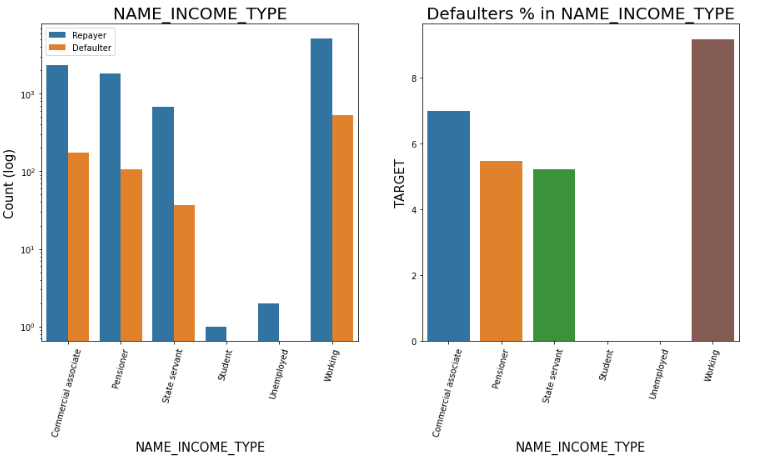 NAME_INCOME_TYPE
Repayer
Defaulter
10³
10²
10¹
10⁰
Count (log)
Commercial associate
Pensioner
State servant
Student
Unemployed
Working
NAME_INCOME_TYPE
Defaulters % in NAME_INCOME_TYPE
8
6
4
2
0
TARGET
Commercial associate
Pensioner
State servant
Student
Unemployed
Working
NAME_INCOME_TYPE